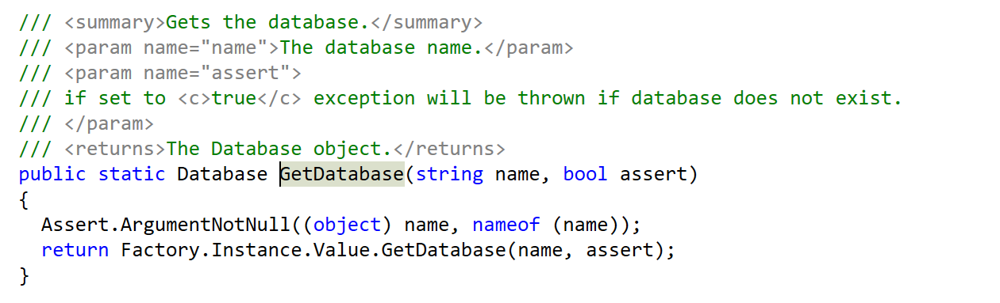 /// <summary>Gets the database.</summary>
/// <param name="name">The database name.</param>
/// <param name="assert">
/// if set to <c>true</c> exception will be thrown if database does not exist.
/// </param>
/// <returns>The Database object.</returns>
public static Database GetDatabase(string name, bool assert)
{
  Assert.ArgumentNotNull((object) name, nameof (name));
  return Factory.Instance.Value.GetDatabase(name, assert);
}